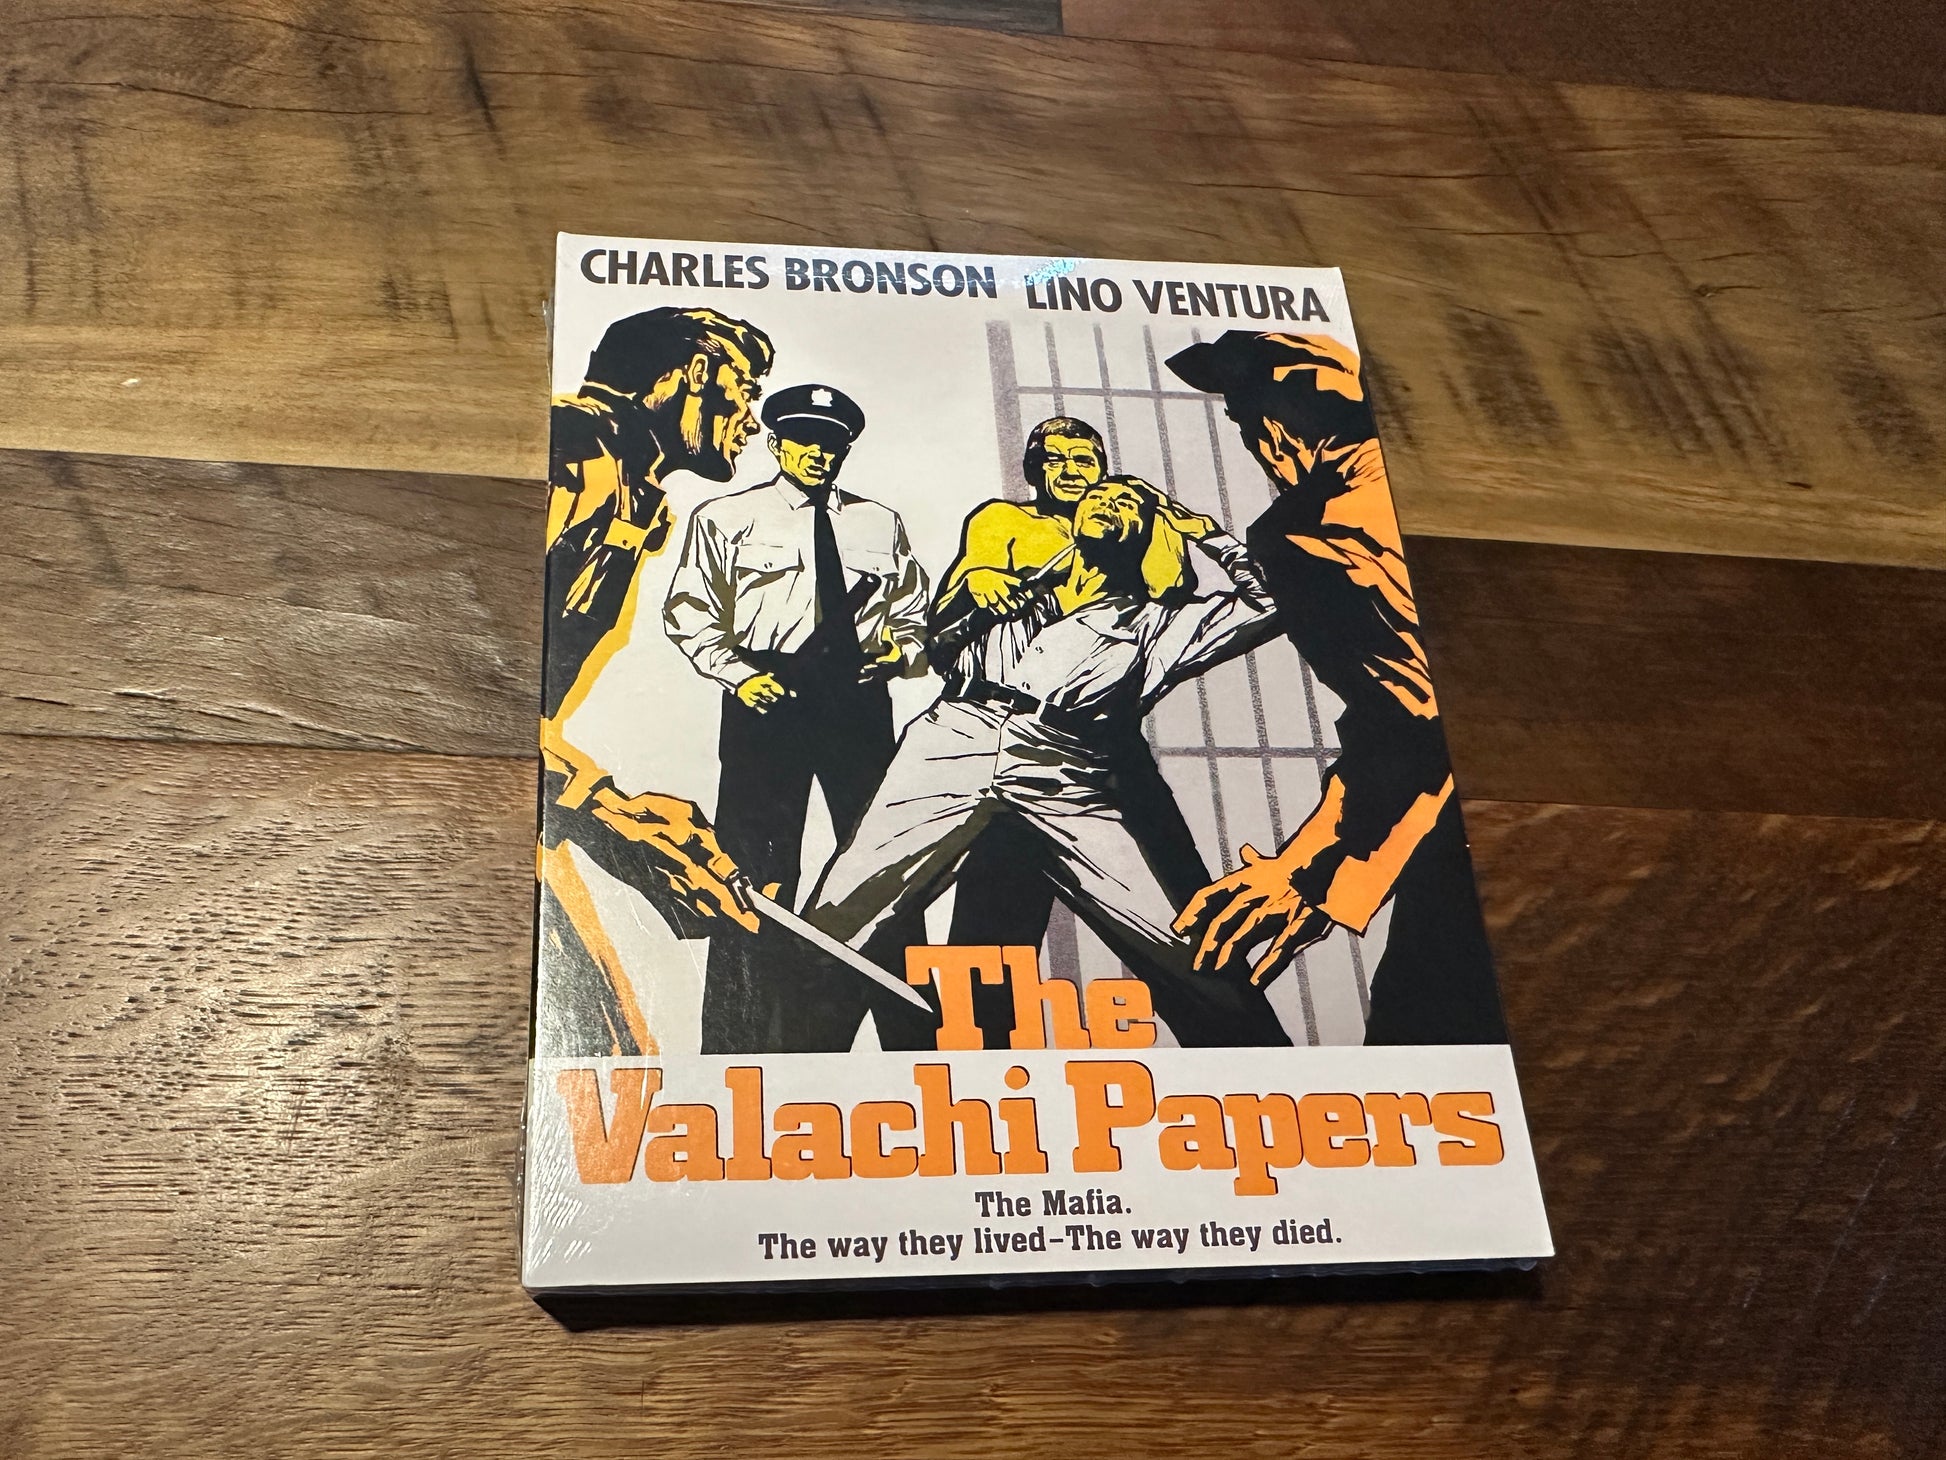 CHARLES BRONSON LINO VENTURA
The
Valachi Papers
The Mafia.
The way they lived–The way they died.